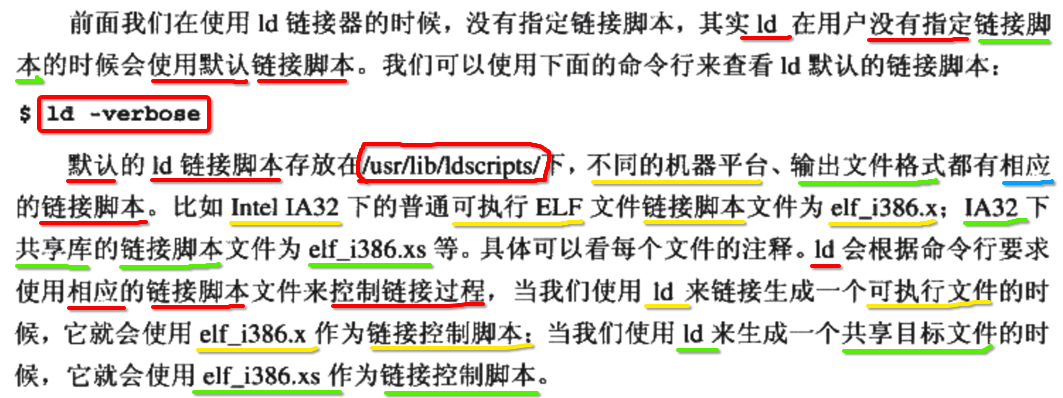 前面我们在使用 ld 链接器的时候，没有指定链接脚本，其实 ld 在用户没有指定链接脚
本的时候会使用默认链接脚本。我们可以使用下面的命令行来查看 ld 默认的链接脚本：
$ ld -verbose
默认的 ld 链接脚本存放在/usr/lib/ldscripts/下，不同的机器平台、输出文件格式都有相应
的链接脚本。比如 Intel IA32 下的普通可执行 ELF 文件链接脚本文件为 elf_i386.x；IA32 下
共享库的链接脚本文件为 elf_i386.xs 等。具体可以看每个文件的注释。ld 会根据命令行要求
使用相应的链接脚本文件来控制链接过程，当我们使用 ld 来链接生成一个可执行文件的时
候，它就会使用 elf_i386.x 作为链接控制脚本；当我们使用 ld 来生成一个共享目标文件的时
候，它就会使用 elf_i386.xs 作为链接控制脚本。